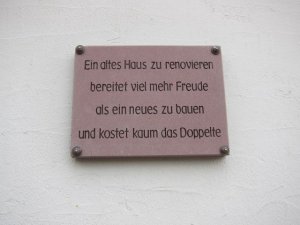 Ein altes Haus zu renovieren
bereitet viel mehr Freude
als ein neues zu bauen
und kostet kaum das Doppelte